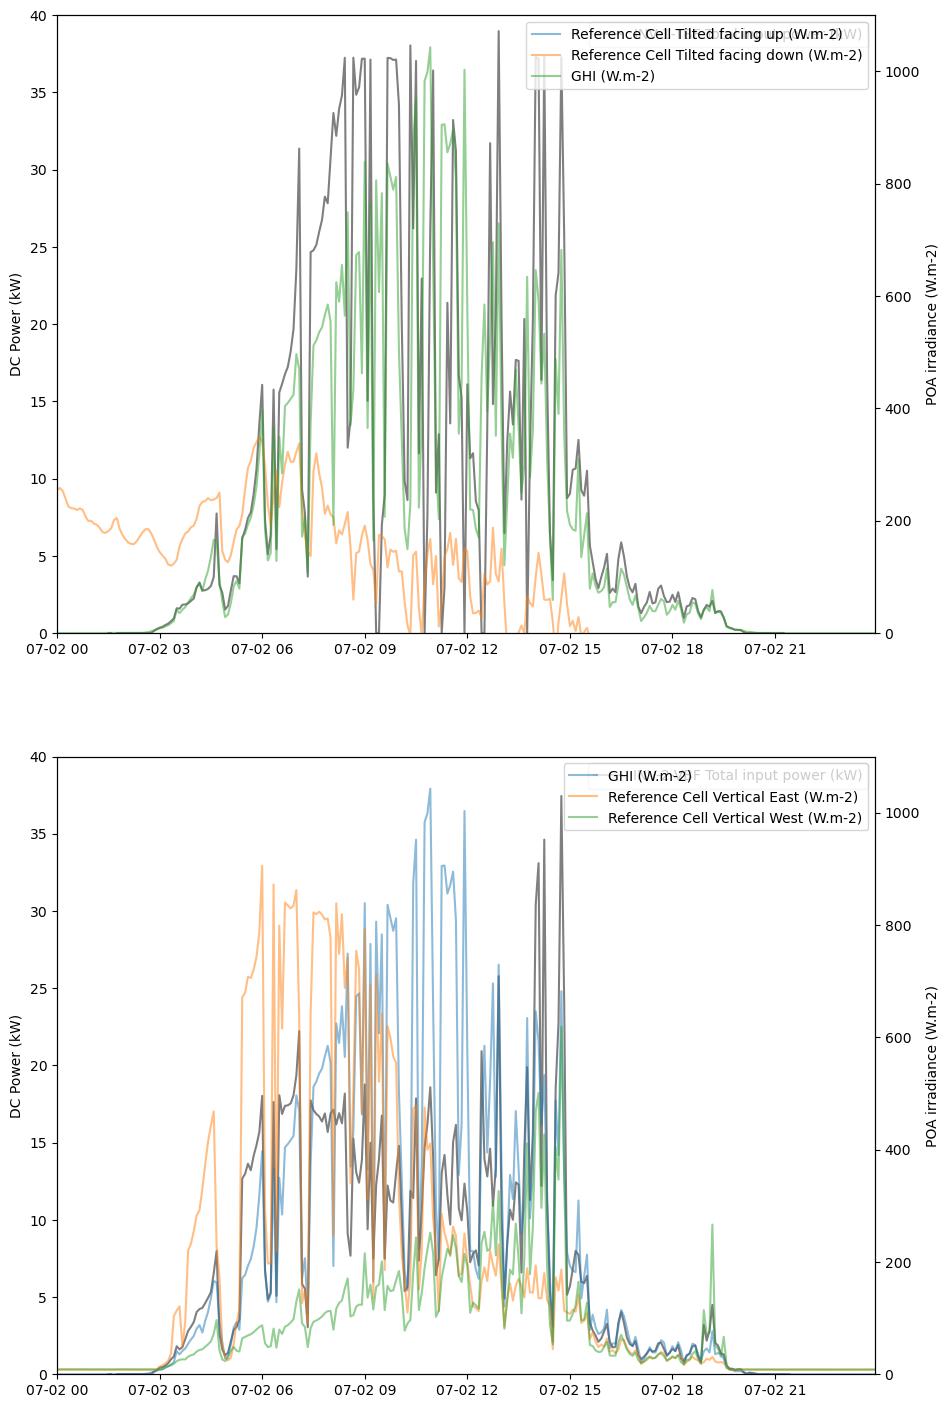 40
35
30
25
20
15
10
5
0
DC Power (kW)
Reference Cell Tilted facing up (W.m-2)
Reference Cell Tilted facing down (W.m-2)
GHI (W.m-2)
1000
800
600
400
200
0
POA irradiance (W.m-2)
07-02 00 07-02 03 07-02 06 07-02 09 07-02 12 07-02 15 07-02 18 07-02 21
40
35
30
25
20
15
10
5
0
DC Power (kW)
GHI (W.m-2) Total input power (kW)
Reference Cell Vertical East (W.m-2)
Reference Cell Vertical West (W.m-2)
1000
800
600
400
200
0
POA irradiance (W.m-2)
07-02 00 07-02 03 07-02 06 07-02 09 07-02 12 07-02 15 07-02 18 07-02 21